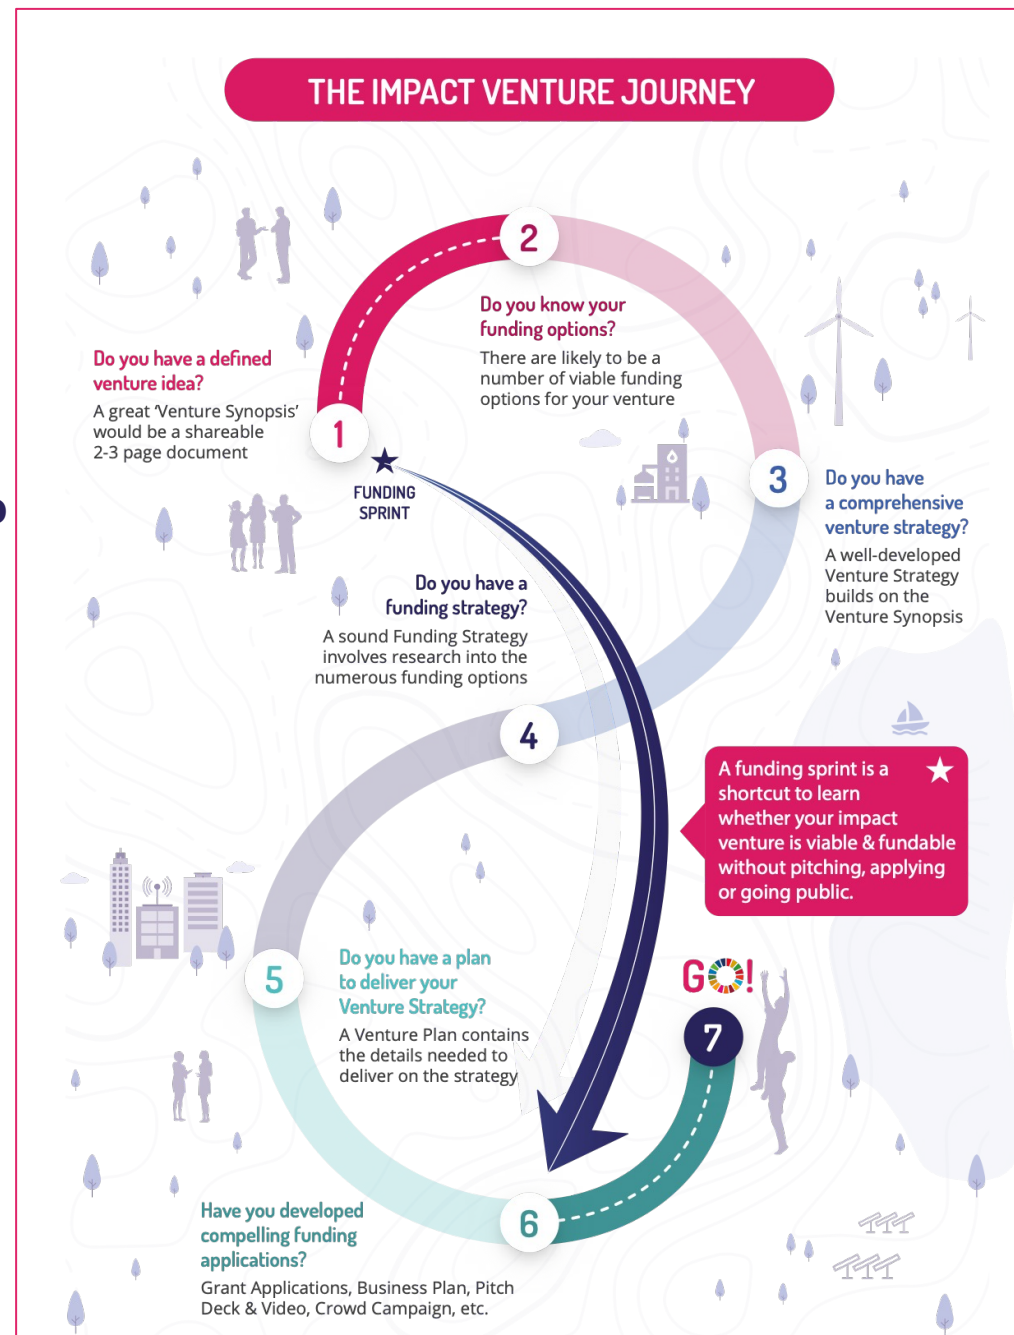 THE IMPACT VENTURE JOURNEY
2
Do you know your
funding options?
There are likely to be a
number of viable funding
options for your venture
Do you have a defined
venture idea?
A great ‘Venture Synopsis’
would be a shareable
2-3 page document
1
FUNDING
SPRINT
3
Do you have
a comprehensive
venture strategy?
A well-developed
Venture Strategy
builds on the
Venture Synopsis
Do you have a
funding strategy?
A sound Funding Strategy
involves research into the
numerous funding options
4
A funding sprint is a
shortcut to learn
whether your impact
venture is viable & fundable
without pitching, applying
or going public.
5
Do you have a plan
to deliver your
Venture Strategy?
A Venture Plan contains
the details needed to
deliver on the strategy
GO!
7
6
Have you developed
compelling funding
applications?
Grant Applications, Business Plan, Pitch
Deck & Video, Crowd Campaign, etc.